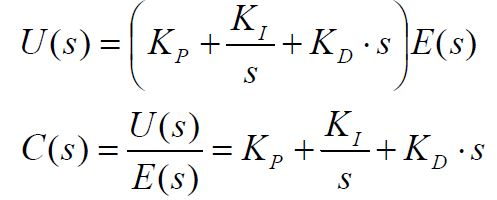 U(s) = (K_P + K_I/s + K_D · s) E(s)
C(s) = U(s)/E(s) = K_P + K_I/s + K_D · s